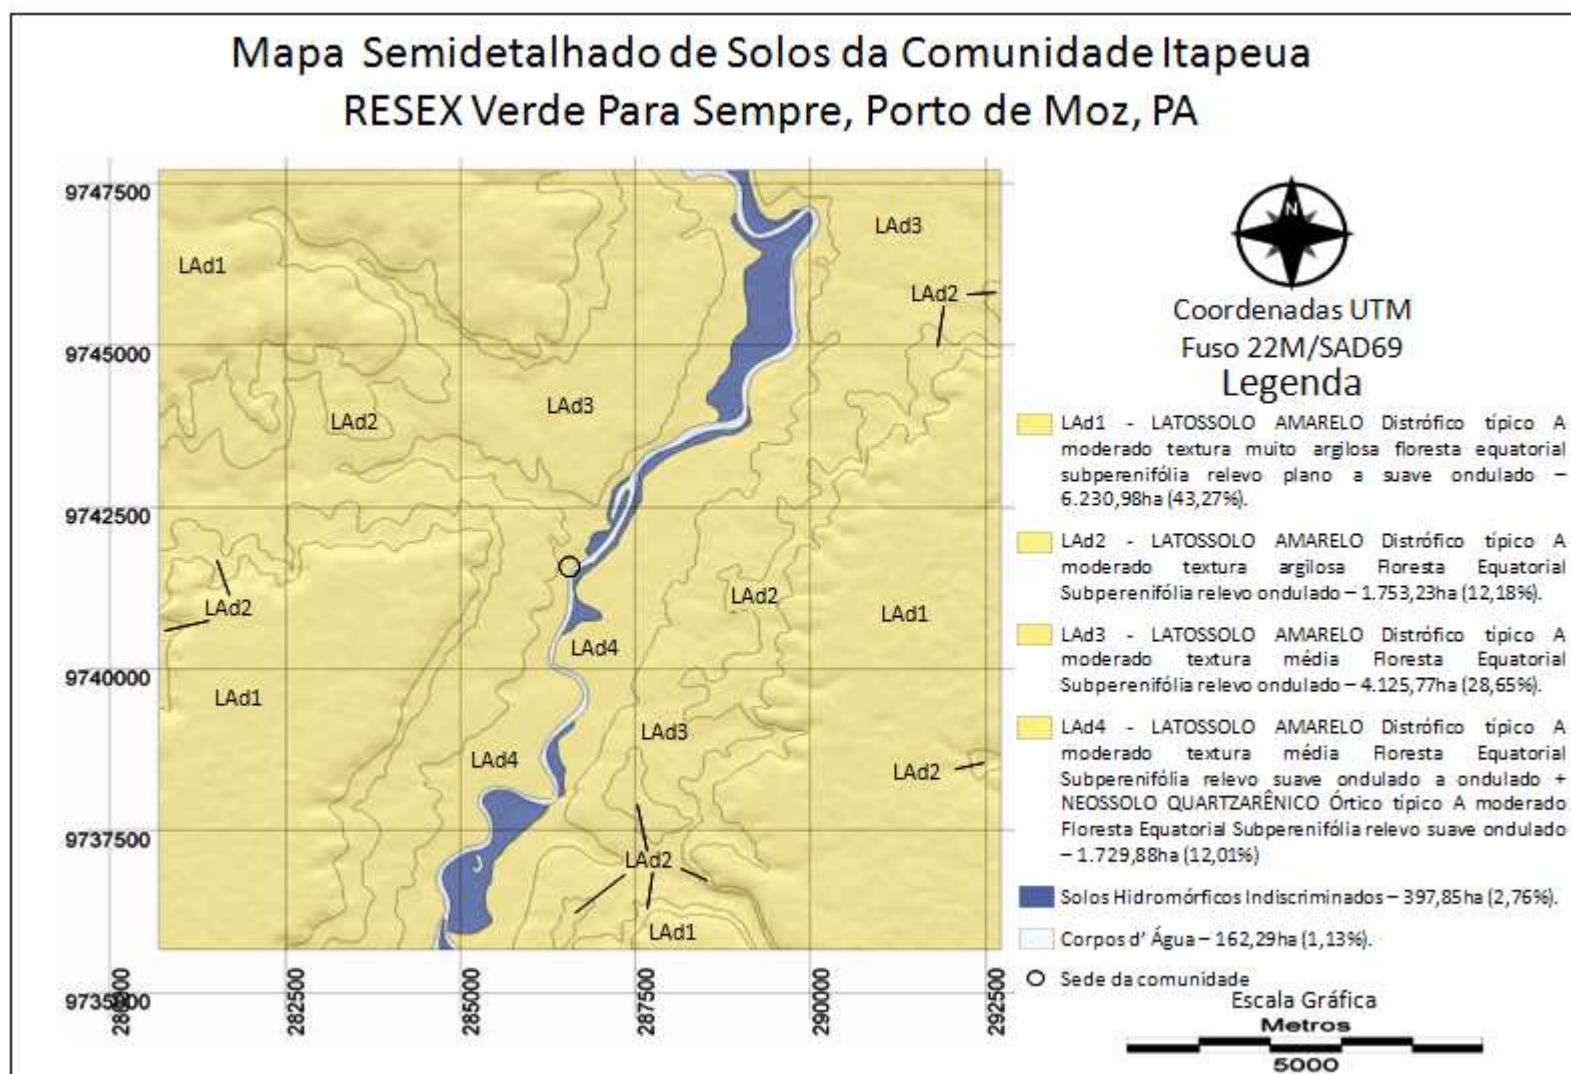 Mapa Semidetalhado de Solos da Comunidade Itapeua
RESEX Verde Para Sempre, Porto de Moz, PA
9747500
9745000
9742500
9740000
9737500
9735000
280000
282500
285000
287500
290000
292500
LAd1
LAd3
LAd2
LAd3
LAd2
LAd2
LAd2
LAd1
LAd4
LAd1
LAd3
LAd4
LAd2
LAd2
LAd1
N
Coordenadas UTM
Fuso 22M/SAD69
Legenda
LAd1 - LATOSSOLO AMARELO Distrófico típico A
moderado textura muito argilosa floresta equatorial
subperenifólia relevo plano a suave ondulado –
6.230,98ha (43,27%).
LAd2 - LATOSSOLO AMARELO Distrófico típico A
moderado textura argilosa Floresta Equatorial
Subperenifólia relevo ondulado – 1.753,23ha (12,18%).
LAd3 - LATOSSOLO AMARELO Distrófico típico A
moderado textura média Floresta Equatorial
Subperenifólia relevo ondulado – 4.125,77ha (28,65%).
LAd4 - LATOSSOLO AMARELO Distrófico típico A
moderado textura média Floresta Equatorial
Subperenifólia relevo suave ondulado a ondulado +
NEOSSOLO QUARTZARÊNICO Órtico típico A moderado
Floresta Equatorial Subperenifólia relevo suave ondulado
– 1.729,88ha (12,01%)
Solos Hidromórficos Indiscriminados – 397,85ha (2,76%).
Corpos d' Água – 162,29ha (1,13%).
Sede da comunidade
Escala Gráfica
Metros
5000